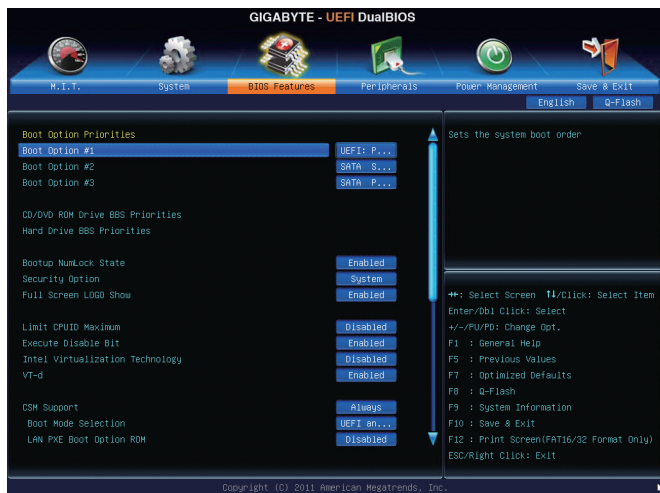 GIGABYTE - UEFI DualBIOS
M.I.T. System BIOS Features Peripherals Power Management Save & Exit
English Q-Flash
Boot Option Priorities
Boot Option #1 UEFI: P...
Boot Option #2 SATA S...
Boot Option #3 SATA P...
CD/DVD ROM Drive BBS Priorities
Hard Drive BBS Priorities
Bootup NumLock State Enabled
Security Option System
Full Screen LOGO Show Enabled
Limit CPUID Maximum Disabled
Execute Disable Bit Enabled
Intel Virtualization Technology Disabled
VT-d Enabled
CSM Support Always
Boot Mode Selection UEFI an...
LAN PXE Boot Option ROM Disabled
Sets the system boot order
→←: Select Screen ↑↓/Click: Select Item
Enter/Dbl Click: Select
+/-/PU/PD: Change Opt.
F1 : General Help
F5 : Previous Values
F7 : Optimized Defaults
F8 : Q-Flash
F9 : System Information
F10 : Save & Exit
F12 : Print Screen(FAT16/32 Format Only)
ESC/Right Click: Exit
Copyright (C) 2011 American Megatrends, Inc.